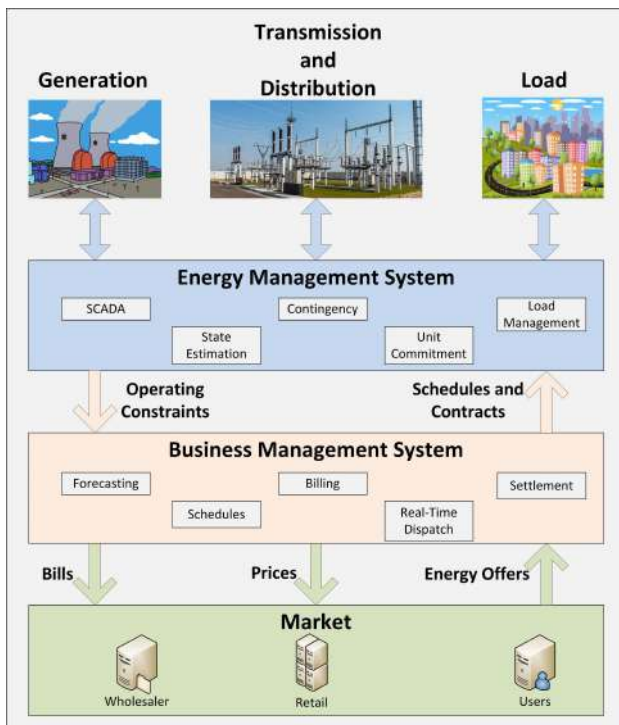 Transmission
and
Distribution
Generation
Load
Energy Management System
SCADA
Contingency
Load
Management
State
Estimation
Unit
Commitment
Operating
Constraints
Schedules and
Contracts
Business Management System
Forecasting
Billing
Settlement
Schedules
Real-Time
Dispatch
Bills
Prices
Energy Offers
Market
Wholesaler
Retail
Users